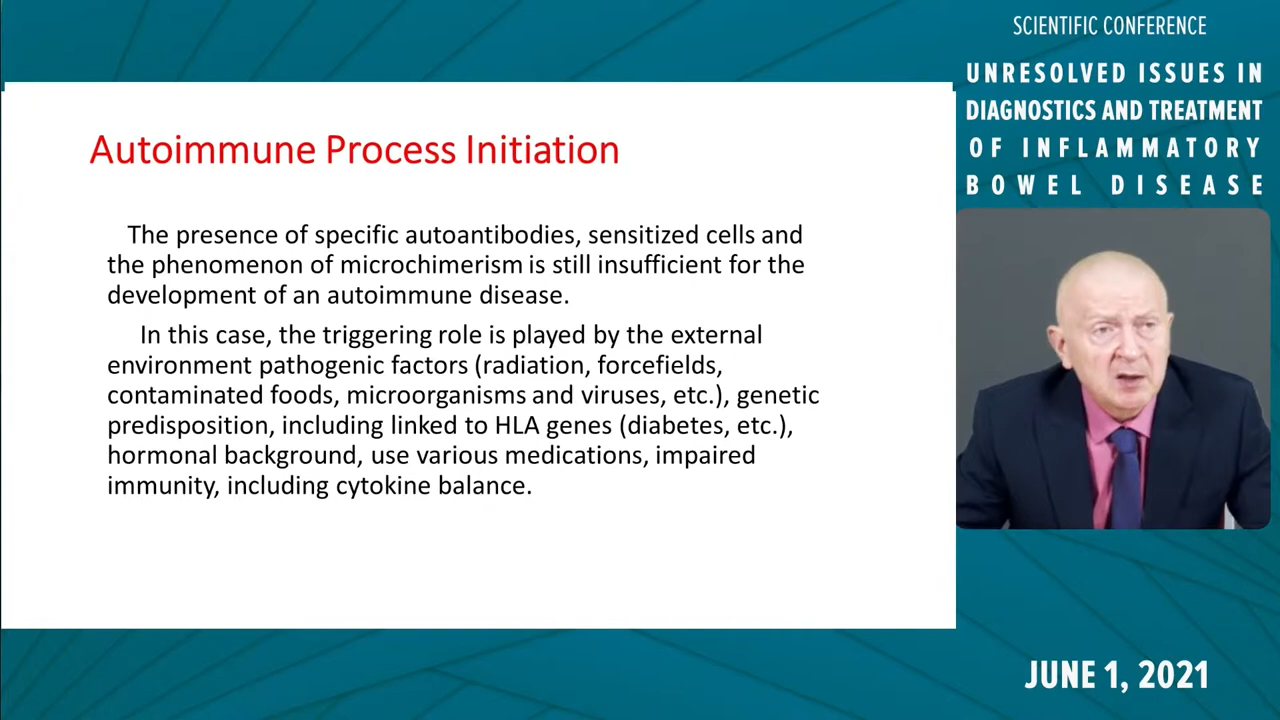 Autoimmune Process Initiation
The presence of specific autoantibodies, sensitized cells and
the phenomenon of microchimerism is still insufficient for the
development of an autoimmune disease.
In this case, the triggering role is played by the external
environment pathogenic factors (radiation, forcefields,
contaminated foods, microorganisms and viruses, etc.), genetic
predisposition, including linked to HLA genes (diabetes, etc.),
hormonal background, use various medications, impaired
immunity, including cytokine balance.
SCIENTIFIC CONFERENCE
UNRESOLVED ISSUES IN
DIAGNOSTICS AND TREATMENT
OF INFLAMMATORY
BOWEL DISEASE
JUNE 1, 2021